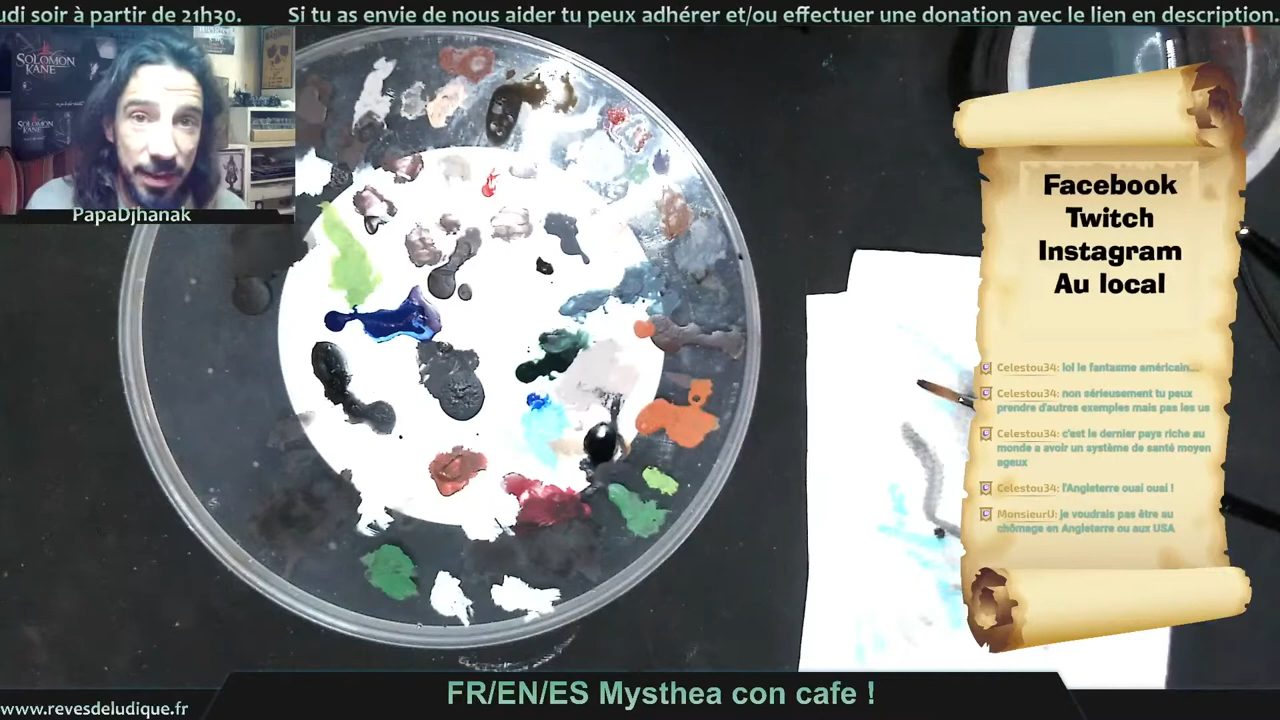 udi soir à partir de 21h30. Si tu as envie de nous aider tu peux adhérer et/ou effectuer une donation avec le lien en description.
SOLOMON
KANE
SOLOMON
KANE
PapaDjhanak
Facebook
Twitch
Instagram
Au local
Celestou34: lol le fantasme américain...
Celestou34: non sérieusement tu peux
prendre d'autres exemples mais pas les us
Celestou34: c'est le dernier pays riche au
monde a avoir un système de santé moyen
ageux
Celestou34: l'Angleterre ouai ouai !
MonsieurU: je voudrais pas être au
chômage en Angleterre ou aux USA
FR/EN/ES Mysthea con cafe !
www.revesdeludique.fr